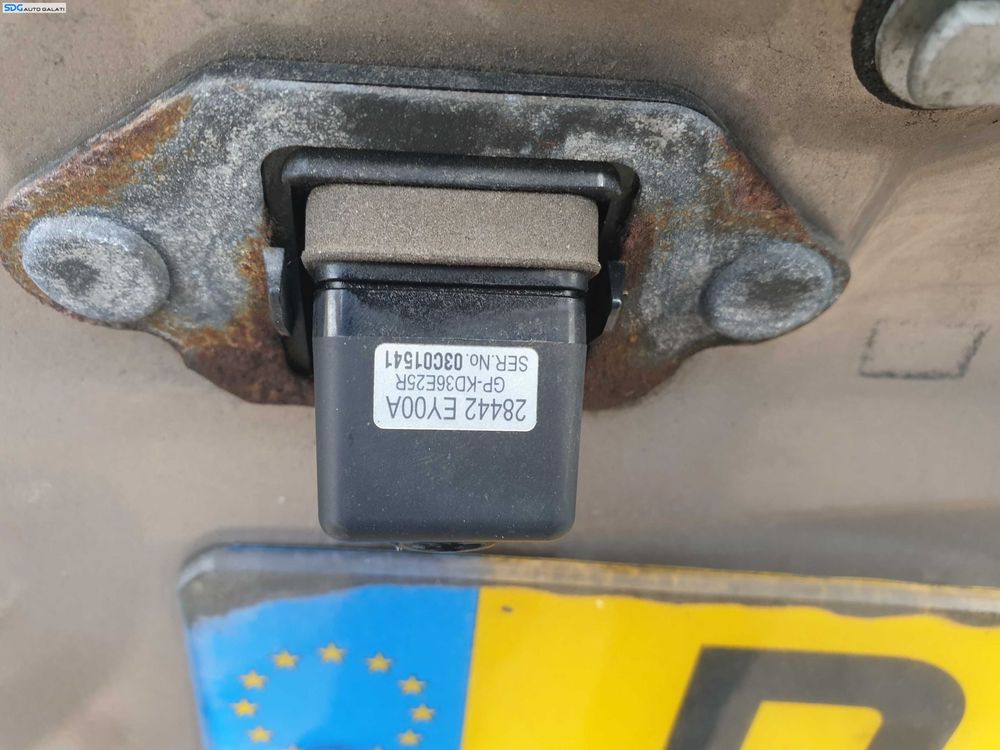 SDG AUTO GALATI
28442 EY00A
GP-KD36E25R
SER.No. 03C01541